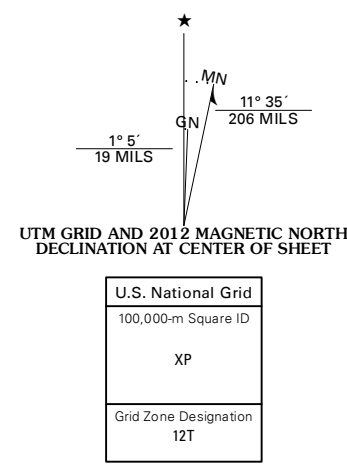 ★
MN
GN
11° 35´
206 MILS
1° 5´
19 MILS
UTM GRID AND 2012 MAGNETIC NORTH
DECLINATION AT CENTER OF SHEET
U.S. National Grid
100,000-m Square ID
XP
Grid Zone Designation
12T